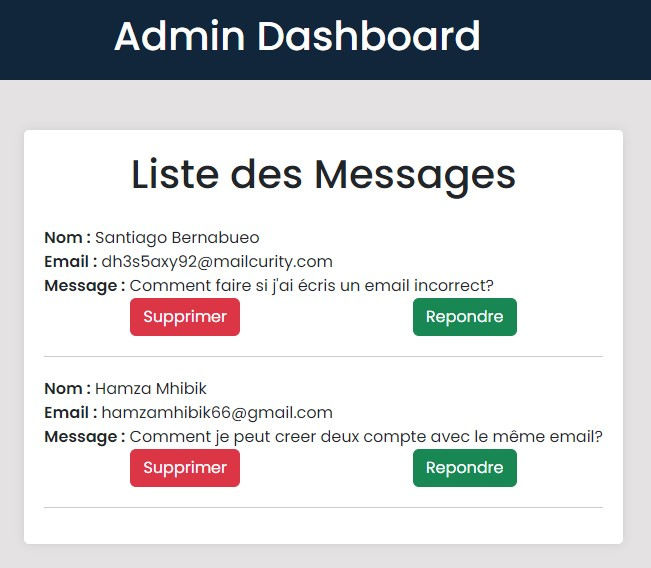 Admin Dashboard
Liste des Messages
Nom : Santiago Bernabueo
Email : dh3s5axy92@mailcurity.com
Message : Comment faire si j'ai écris un email incorrect?
Supprimer Repondre
Nom : Hamza Mhibik
Email : hamzamhibik66@gmail.com
Message : Comment je peut creer deux compte avec le même email?
Supprimer Repondre